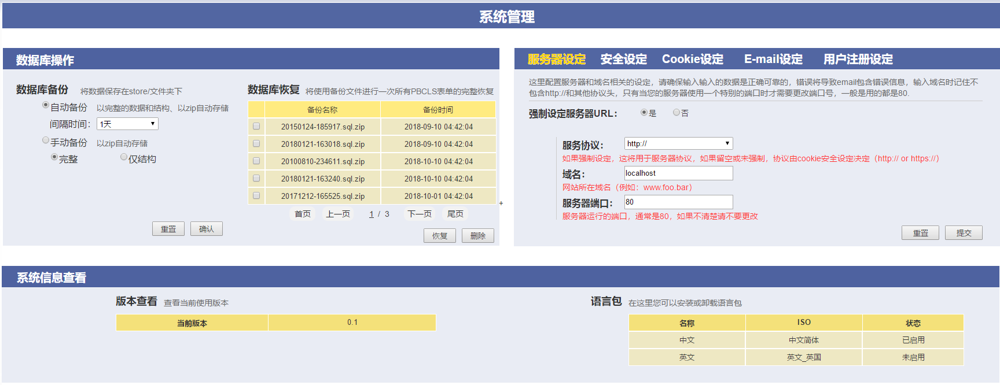 系统管理
数据库操作
数据库备份 将数据保存在store/文件夹下
自动备份 以完整的数据和结构、以zip自动存储
间隔时间： 1天
手动备份 以zip自动存储
完整 仅结构
重置 确认
数据库恢复 将使用备份文件进行一次所有PBCLS表单的完整恢复
备份名称 备份时间
20150124-185917.sql.zip 2018-09-10 04:42:04
20180121-163018.sql.zip 2018-09-10 04:42:04
20100810-234611.sql.zip 2018-10-10 04:42:04
20180121-163240.sql.zip 2018-10-10 04:42:04
20171212-165525.sql.zip 2018-10-01 04:42:04
首页 上一页 1 / 3 下一页 尾页
恢复 删除
+
服务器设定 安全设定 Cookie设定 E-mail设定 用户注册设定
这里配置服务器和域名相关的设定，请确保输入输入的数据是正确可靠的，错误将导致email包含错误信息，输入域名时记住不
包含http://和其他协议头，只有当您的服务器使用一个特别的端口时才需要更改端口号，一般是用的都是80.
强制设定服务器URL： 是 否
服务协议： http://
如果强制设定，这将用于服务器协议，如果留空或未强制，协议由cookie安全设定决定（http:// or https://）
域名： localhost
网站所在域名（例如：www.foo.bar）
服务器端口： 80
服务器运行的端口，通常是80，如果不清楚请不要更改
重置 提交
系统信息查看
版本查看 查看当前使用版本
当前版本 0.1
语言包 在这里您可以安装或卸载语言包
名称 ISO 状态
中文 中文简体 已启用
英文 英文_英国 未启用